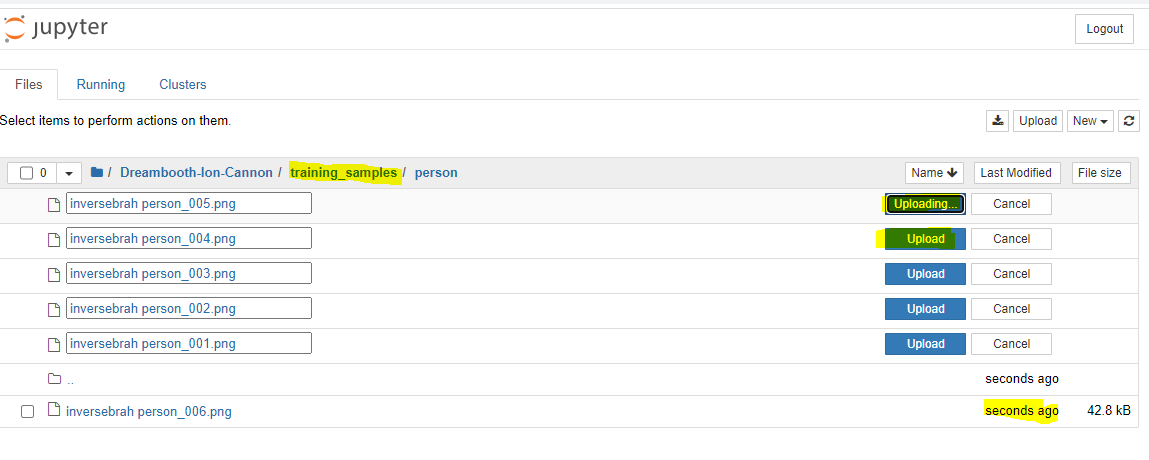 jupyter Logout
Files Running Clusters
Select items to perform actions on them. Upload New
0 / Dreambooth-Ion-Cannon / training_samples / person Name Last Modified File size
inversebrah person_005.png Uploading... Cancel
inversebrah person_004.png Upload Cancel
inversebrah person_003.png Upload Cancel
inversebrah person_002.png Upload Cancel
inversebrah person_001.png Upload Cancel
.. seconds ago
inversebrah person_006.png seconds ago 42.8 kB